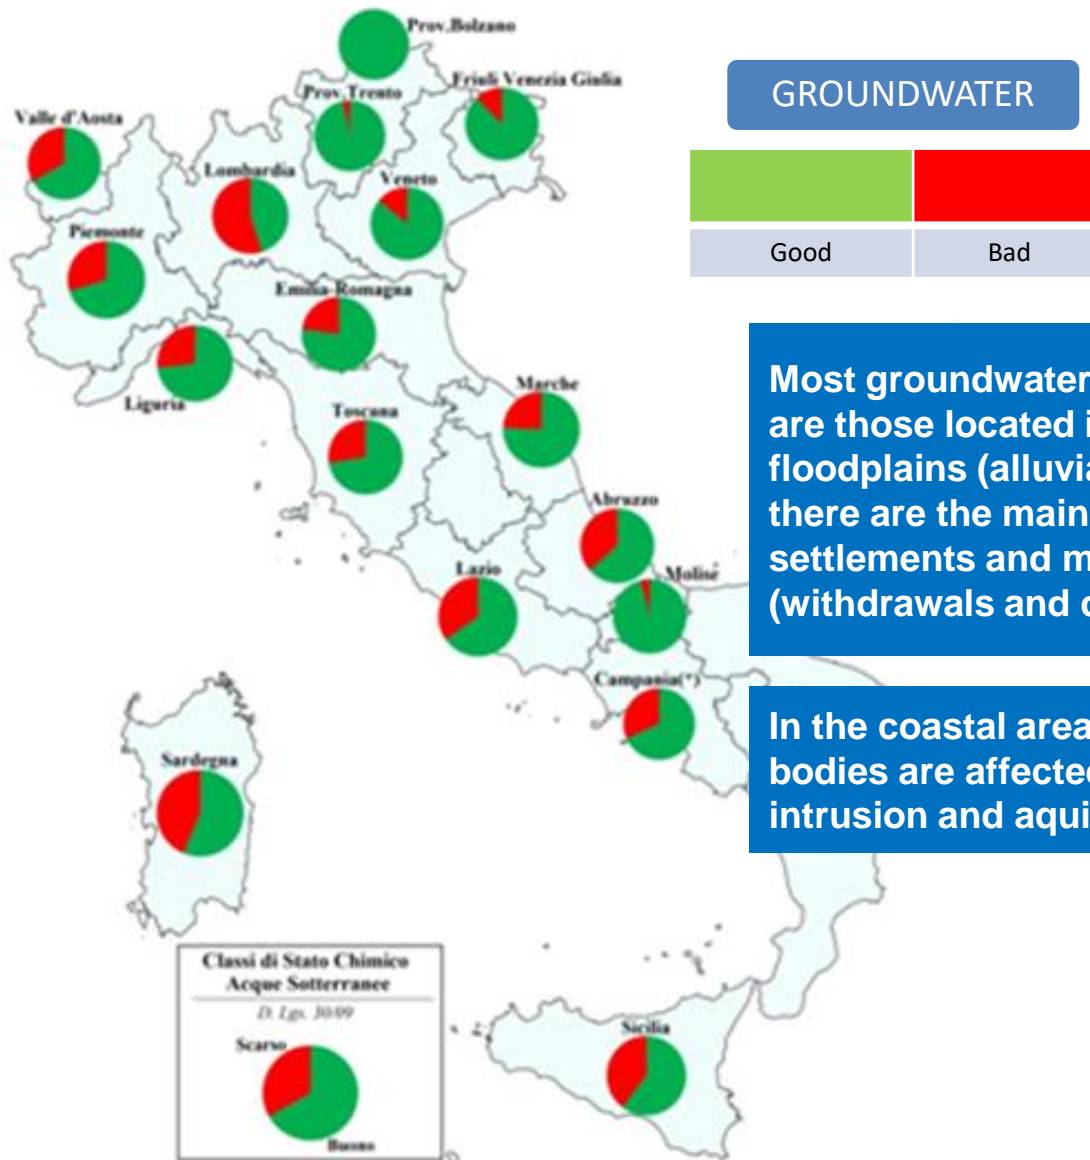 Prov.Bolzano
Friuli Venezia Giulia
Prov.Trento
Valle d'Aosta
Lombardia
Veneto
Piemonte
Emilia-Romagna
Liguria
Marche
Toscana
Abruzzo
Lazio
Molise
Campania(*)
Sardegna
Sicilia
Classi di Stato Chimico
Acque Sotterranee
D. Lgs. 30/09
Scarso
Buono
GROUNDWATER
Good Bad
Most groundwater
are those located i
floodplains (alluvia
there are the main
settlements and m
(withdrawals and
In the coastal area
bodies are affected
intrusion and aqui